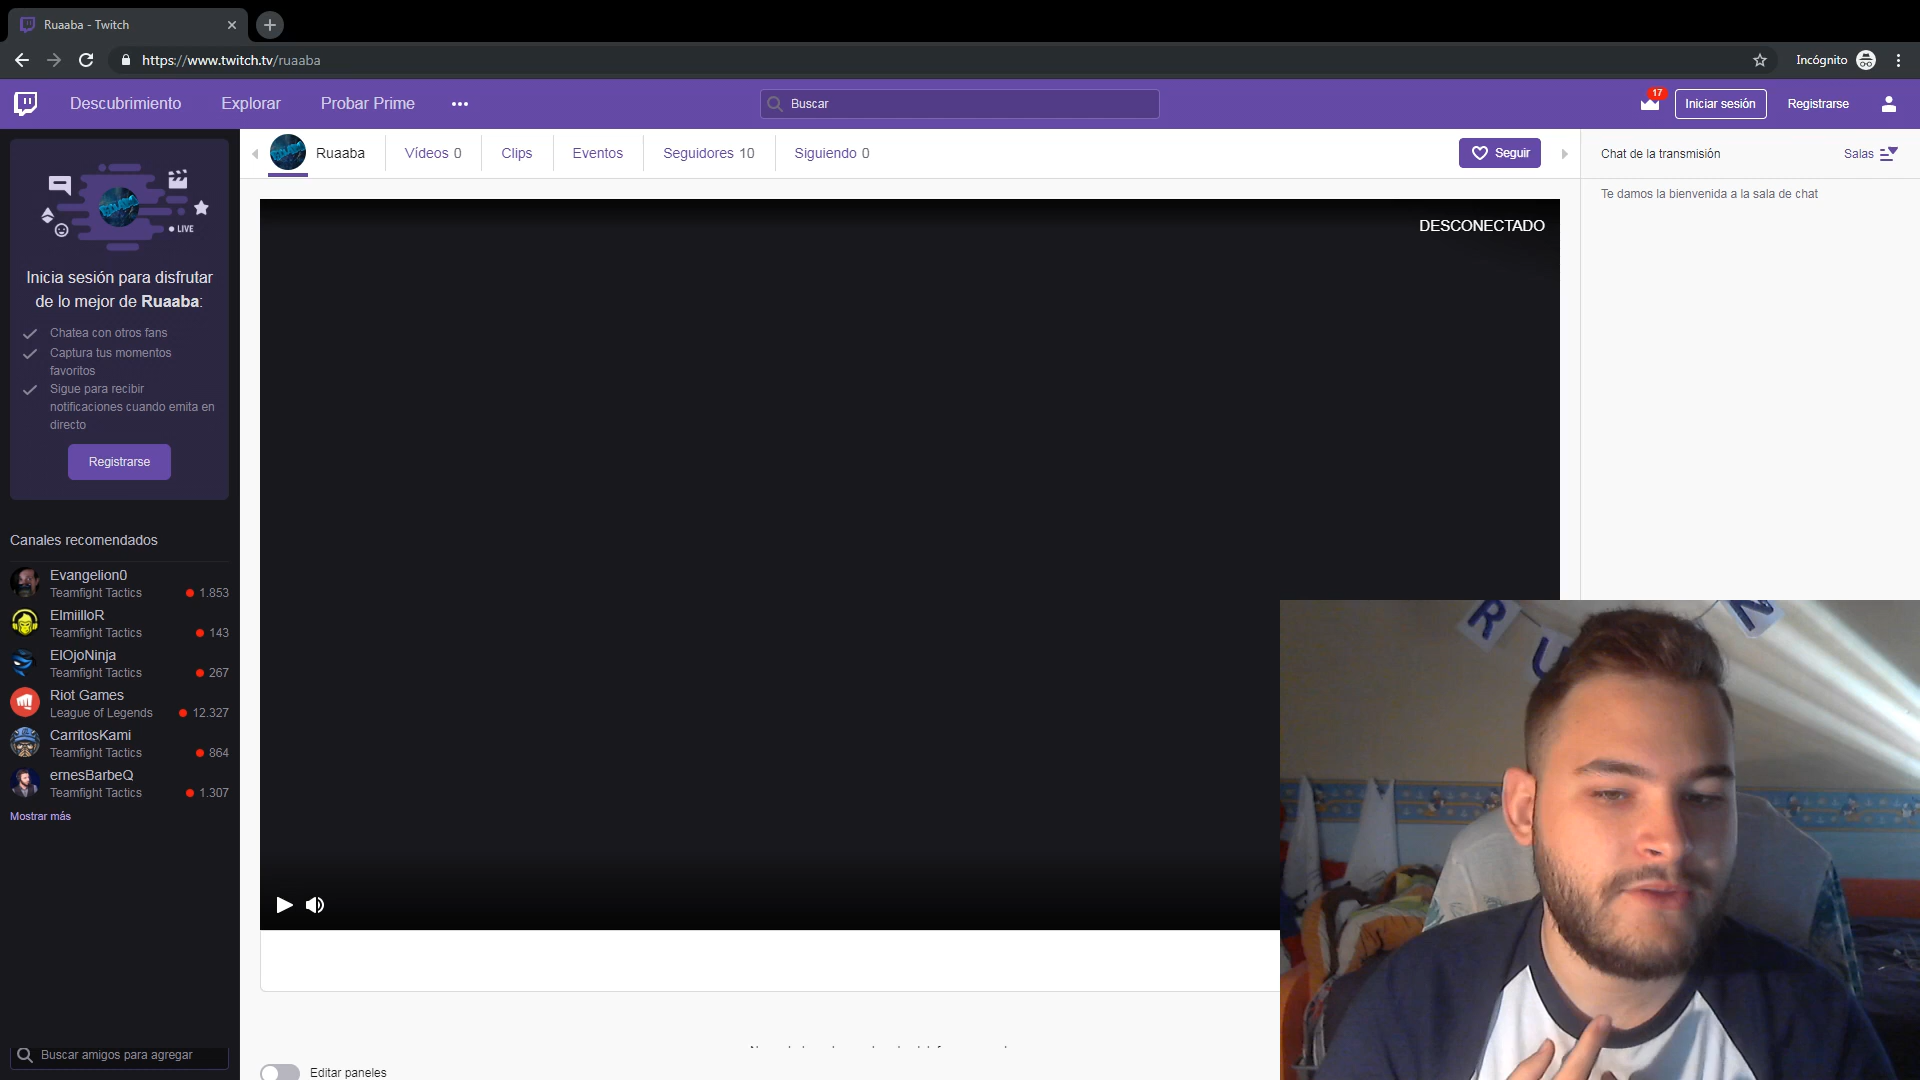 Ruaaba - Twitch
https://www.twitch.tv/ruaaba
Incógnito
Descubrimiento
Explorar
Probar Prime
Buscar
17
Iniciar sesión
Registrarse
Ruaaba
Vídeos 0
Clips
Eventos
Seguidores 10
Siguiendo 0
Seguir
Chat de la transmisión
Salas
Te damos la bienvenida a la sala de chat
LIVE
Inicia sesión para disfrutar
de lo mejor de Ruaaba:
Chatea con otros fans
Captura tus momentos
favoritos
Sigue para recibir
notificaciones cuando emita en
directo
Registrarse
DESCONECTADO
Canales recomendados
Evangelion0
Teamfight Tactics 1.853
ElmiilloR
Teamfight Tactics 143
ElOjoNinja
Teamfight Tactics 267
Riot Games
League of Legends 12.327
CarritosKami
Teamfight Tactics 864
ernesBarbeQ
Teamfight Tactics 1.307
Mostrar más
Buscar amigos para agregar
Editar paneles
R U N